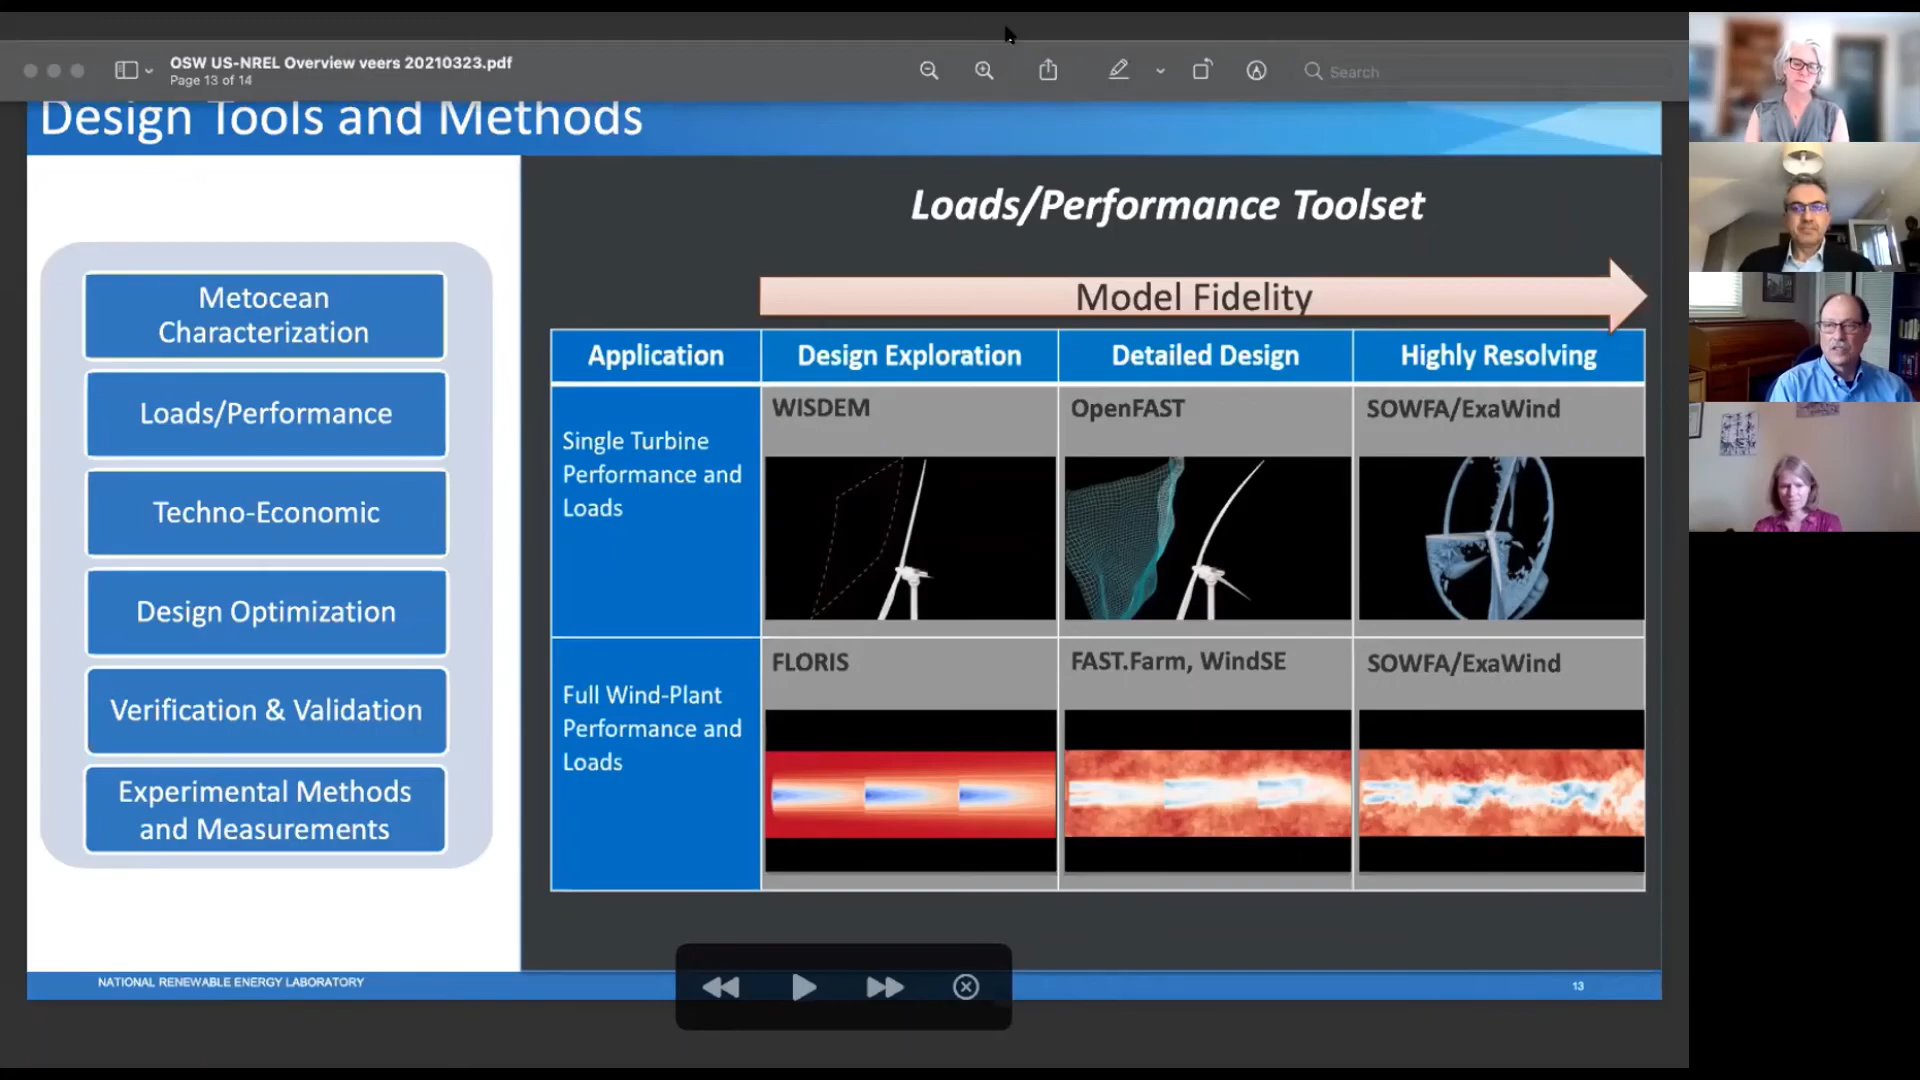 OSW US-NREL Overview veers 20210323.pdf
Page 13 of 14
Search
Design Tools and Methods
Metocean
Characterization
Loads/Performance
Techno-Economic
Design Optimization
Verification & Validation
Experimental Methods
and Measurements
Loads/Performance Toolset
Model Fidelity
Application
Design Exploration
Detailed Design
Highly Resolving
Single Turbine
Performance and
Loads
WISDEM
OpenFAST
SOWFA/ExaWind
Full Wind-Plant
Performance and
Loads
FLORIS
FAST.Farm, WindSE
SOWFA/ExaWind
NATIONAL RENEWABLE ENERGY LABORATORY
13